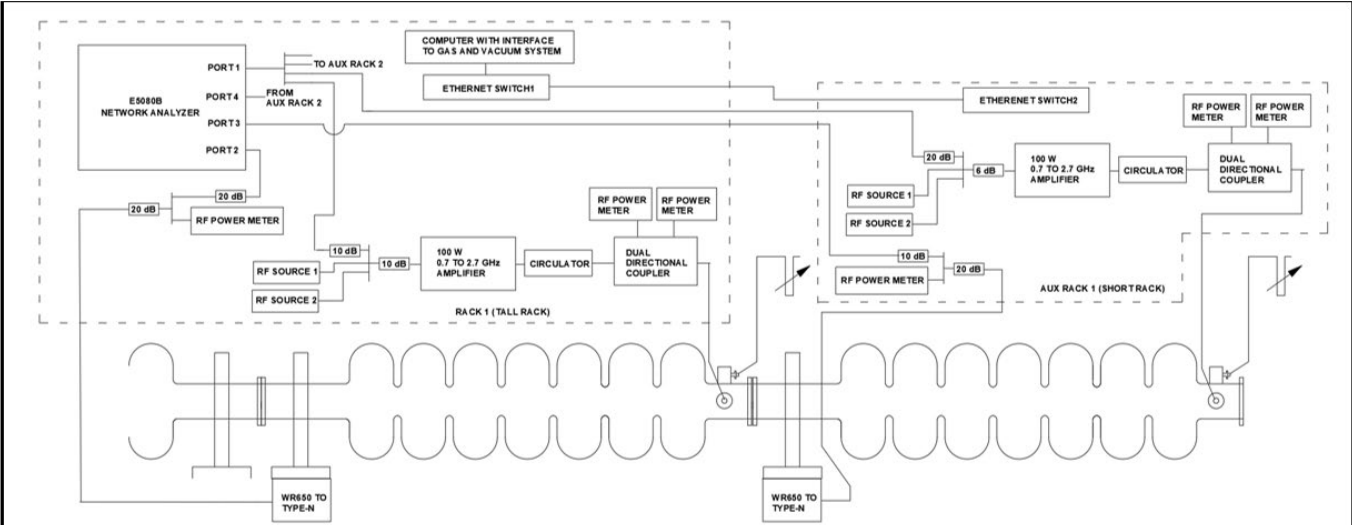 COMPUTER WITH INTERFACE
TO GAS AND VACUUM SYSTEM
ETHERNET SWITCH1
E5080B
NETWORK ANALYZER
PORT 1
PORT 4
PORT 3
PORT 2
TO AUX RACK 2
FROM
AUX RACK 2
20 dB
20 dB
RF POWER METER
10 dB
RF SOURCE 1
RF SOURCE 2
10 dB
100 W
0.7 TO 2.7 GHz
AMPLIFIER
CIRCULATOR
RF POWER
METER
RF POWER
METER
DUAL
DIRECTIONAL
COUPLER
RACK 1 (TALL RACK)
ETHERENET SWITCH2
RF POWER
METER
RF POWER
METER
20 dB
RF SOURCE 1
RF SOURCE 2
6 dB
100 W
0.7 TO 2.7 GHz
AMPLIFIER
CIRCULATOR
DUAL
DIRECTIONAL
COUPLER
10 dB
RF POWER METER
20 dB
AUX RACK 1 (SHORT RACK)
WR650 TO
TYPE-N
WR650 TO
TYPE-N